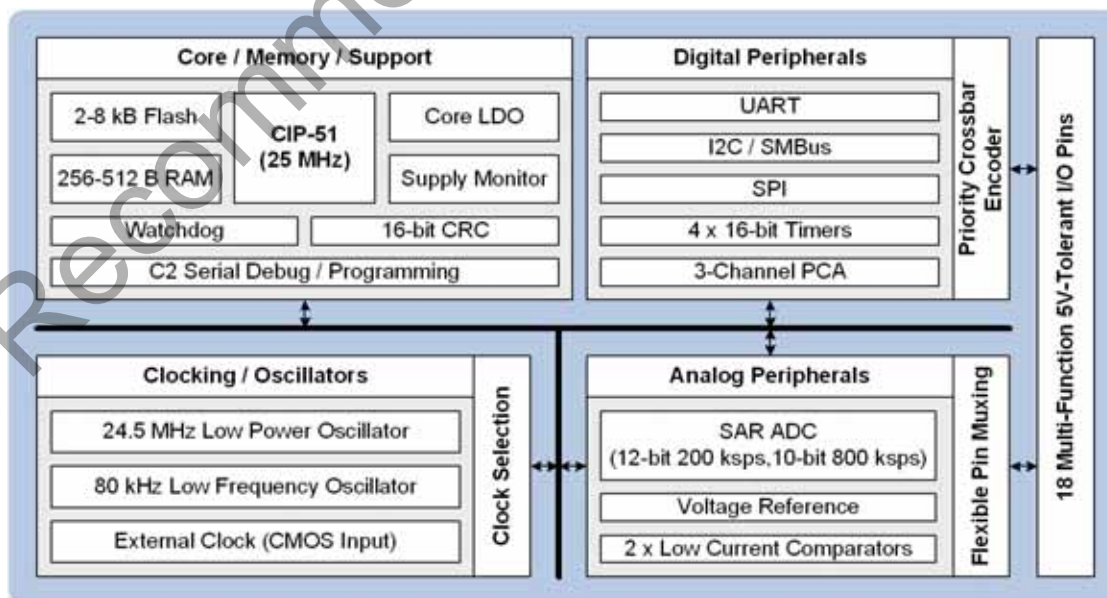 Recomme
Core / Memory / Support
2-8 kB Flash
CIP-51
(25 MHz)
Core LDO
256-512 B RAM
Supply Monitor
Watchdog
16-bit CRC
C2 Serial Debug / Programming
Digital Peripherals
UART
I2C / SMBus
SPI
4 x 16-bit Timers
3-Channel PCA
Priority Crossbar
Encoder
Clocking / Oscillators
24.5 MHz Low Power Oscillator
80 kHz Low Frequency Oscillator
External Clock (CMOS Input)
Clock Selection
Analog Peripherals
SAR ADC
(12-bit 200 ksps,10-bit 800 ksps)
Voltage Reference
2 x Low Current Comparators
Flexible Pin Muxing
18 Multi-Function 5V-Tolerant I/O Pins